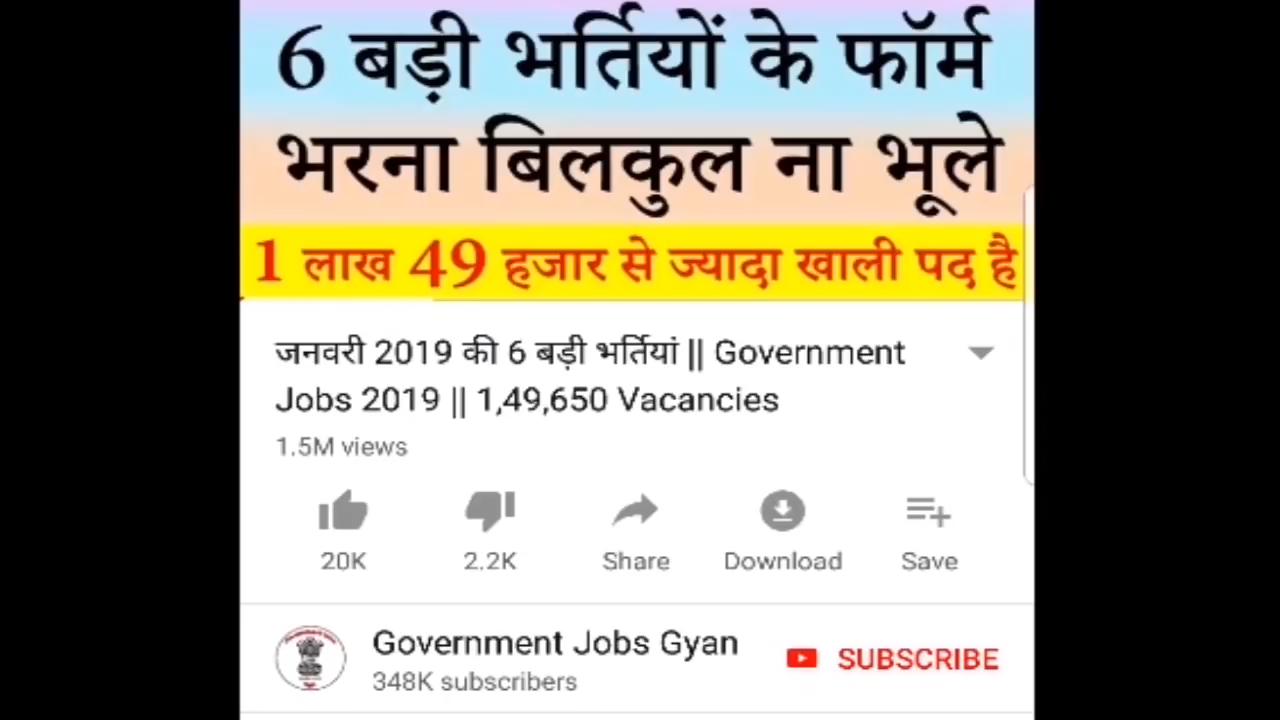 6 बड़ी भर्तियों के फॉर्म
भरना बिलकुल ना भूले
1 लाख 49 हजार से ज्यादा खाली पद है
जनवरी 2019 की 6 बड़ी भर्तियां || Government
Jobs 2019 || 1,49,650 Vacancies
1.5M views
20K 2.2K Share Download Save
Government Jobs Gyan
SUBSCRIBE
348K subscribers